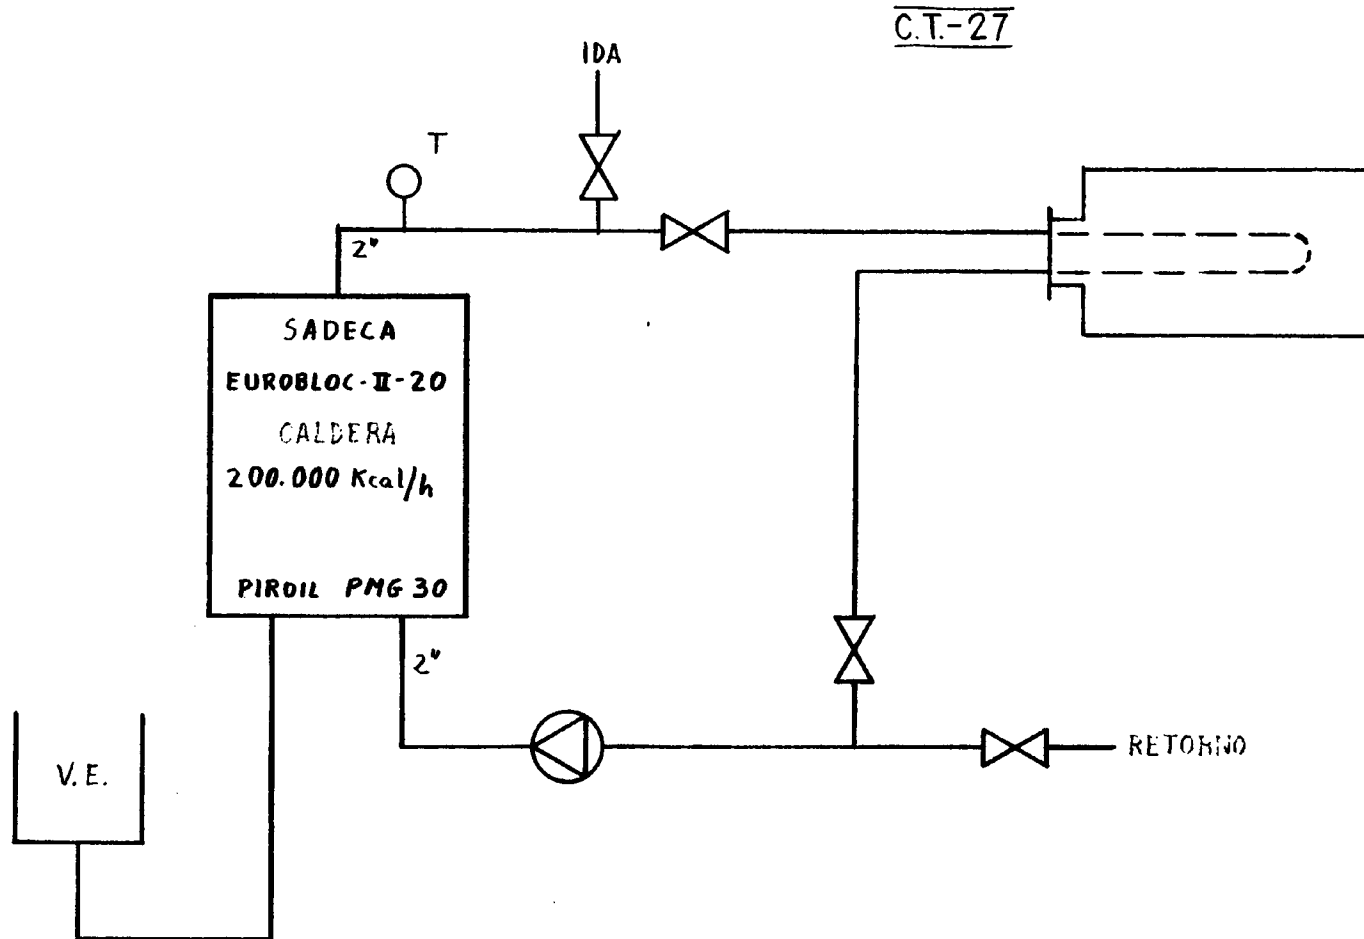 C.T.-27
IDA
T
2"
SADECA
EUROBLOC-II-20
CALDERA
200.000 Kcal/h
PIROIL PMG 30
2"
V.E.
RETORNO